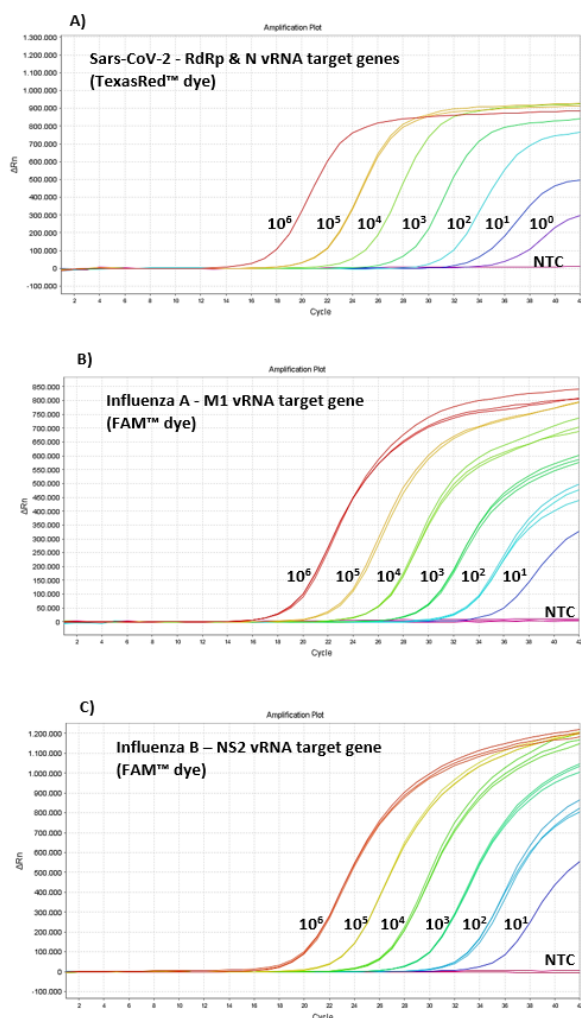 A)
Amplification Plot
Sars-CoV-2 - RdRp & N vRNA target genes
(TexasRed™ dye)
1.300.000
1.200.000
1.100.000
1.000.000
900.000
800.000
700.000
600.000
500.000
400.000
300.000
200.000
100.000
0
-100.000
ΔRn
10⁶ 10⁵ 10⁴ 10³ 10² 10¹ 10⁰
NTC
2 4 6 8 10 12 14 16 18 20 22 24 26 28 30 32 34 36 38 40 42
Cycle
B)
Amplification Plot
Influenza A - M1 vRNA target gene
(FAM™ dye)
850.000
800.000
750.000
700.000
650.000
600.000
550.000
500.000
450.000
400.000
350.000
300.000
250.000
200.000
150.000
100.000
50.000
0
ΔRn
10⁶ 10⁵ 10⁴ 10³ 10² 10¹
NTC
2 4 6 8 10 12 14 16 18 20 22 24 26 28 30 32 34 36 38 40 42
Cycle
C)
Amplification Plot
Influenza B – NS2 vRNA target gene
(FAM™ dye)
1.200.000
1.100.000
1.000.000
900.000
800.000
700.000
600.000
500.000
400.000
300.000
200.000
100.000
0
-100.000
ΔRn
10⁶ 10⁵ 10⁴ 10³ 10² 10¹
NTC
2 4 6 8 10 12 14 16 18 20 22 24 26 28 30 32 34 36 38 40 42
Cycle